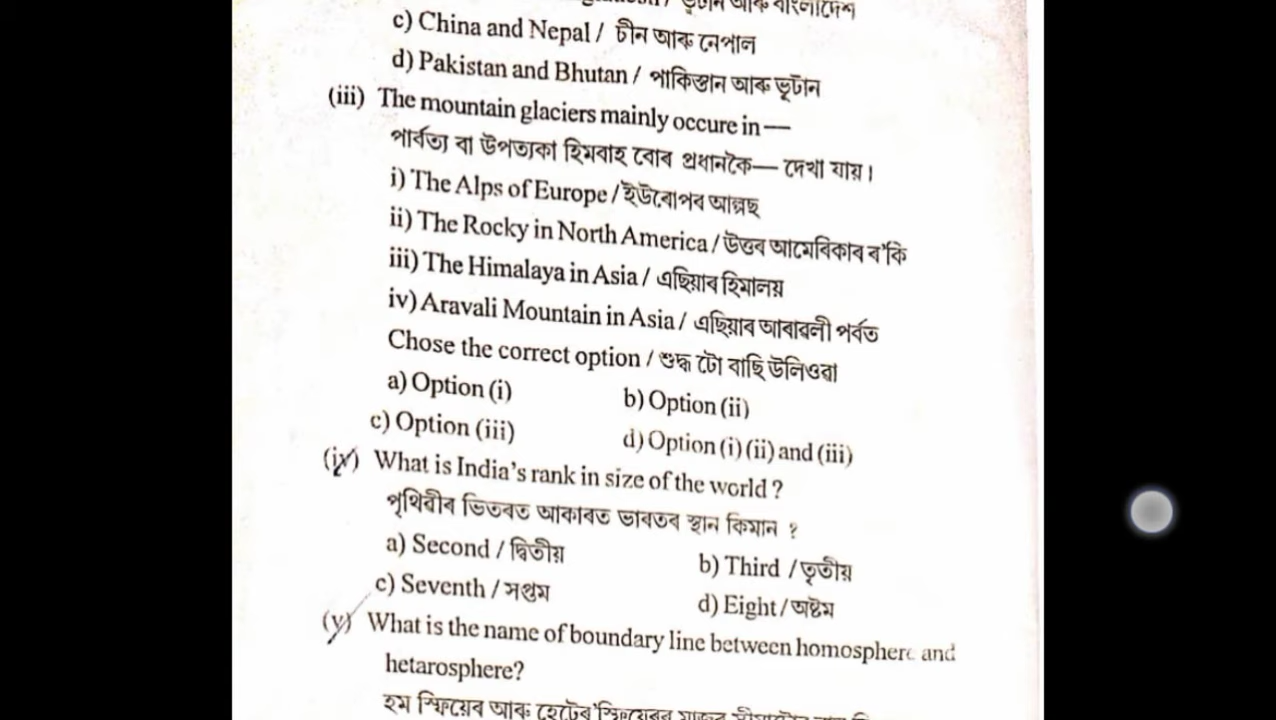 ভূটান আৰু বাংলাদেশ
c) China and Nepal / চীন আৰু নেপাল
d) Pakistan and Bhutan / পাকিস্তান আৰু ভূটান
(iii) The mountain glaciers mainly occure in —
পাৰ্বত্য বা উপত্যকা হিমবাহ বোৰ প্ৰধানকৈ— দেখা যায়।
i) The Alps of Europe / ইউৰোপৰ আল্পছ
ii) The Rocky in North America / উত্তৰ আমেৰিকাৰ ৰ'কি
iii) The Himalaya in Asia / এছিয়াৰ হিমালয়
iv) Aravali Mountain in Asia / এছিয়াৰ আৰাৱলী পৰ্বত
Chose the correct option / শুদ্ধ টো বাছি উলিওৱা
a) Option (i) b) Option (ii)
c) Option (iii) d) Option (i) (ii) and (iii)
(iv) What is India's rank in size of the world ?
পৃথিৱীৰ ভিতৰত আকাৰত ভাৰতৰ স্থান কিমান ?
a) Second / দ্বিতীয় b) Third / তৃতীয়
c) Seventh / সপ্তম d) Eight / অষ্টম
(v) What is the name of boundary line between homosphere and
hetarosphere?
হম স্ফিয়েৰ আৰু হেটেৰ'স্ফিয়েৰৰ মাজৰ